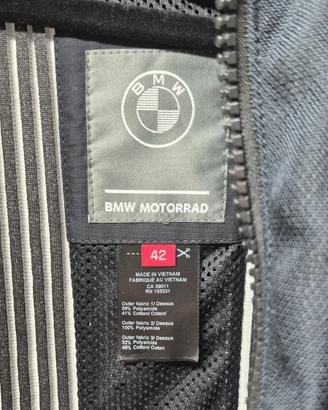 BMW
BMW MOTORRAD
42
MADE IN VIETNAM
FABRIQUÉ AU VIETNAM
CA 39011
RN 103331
Outer fabric 1/ Dessus
59% Polyamide
41% Cotton/ Coton/
Outer fabric 2/ Dessus
100% Polyamide
Outer fabric 3/ Dessus
52% Polyamide
48% Cotton/ Coton